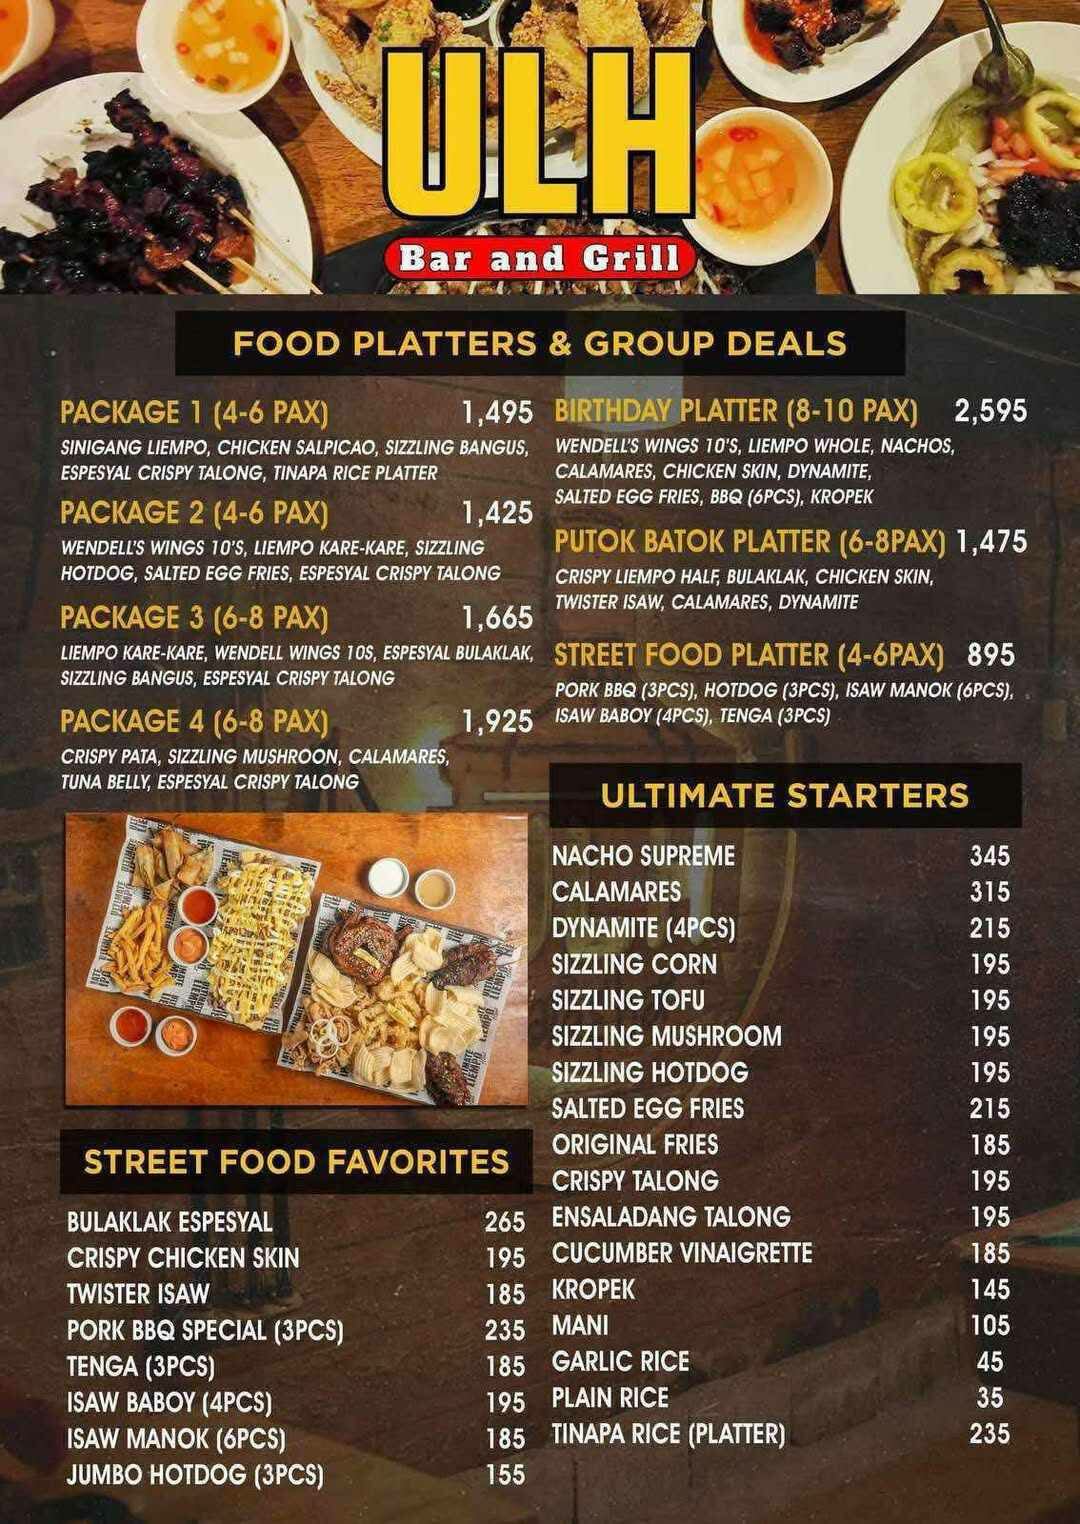 ULH
Bar and Grill
FOOD PLATTERS & GROUP DEALS
PACKAGE 1 (4-6 PAX) 1,495
SINIGANG LIEMPO, CHICKEN SALPICAO, SIZZLING BANGUS,
ESPESYAL CRISPY TALONG, TINAPA RICE PLATTER
PACKAGE 2 (4-6 PAX) 1,425
WENDELL'S WINGS 10'S, LIEMPO KARE-KARE, SIZZLING
HOTDOG, SALTED EGG FRIES, ESPESYAL CRISPY TALONG
PACKAGE 3 (6-8 PAX) 1,665
LIEMPO KARE-KARE, WENDELL WINGS 10S, ESPESYAL BULAKLAK,
SIZZLING BANGUS, ESPESYAL CRISPY TALONG
PACKAGE 4 (6-8 PAX) 1,925
CRISPY PATA, SIZZLING MUSHROON, CALAMARES,
TUNA BELLY, ESPESYAL CRISPY TALONG
BIRTHDAY PLATTER (8-10 PAX) 2,595
WENDELL'S WINGS 10'S, LIEMPO WHOLE, NACHOS,
CALAMARES, CHICKEN SKIN, DYNAMITE,
SALTED EGG FRIES, BBQ (6PCS), KROPEK
PUTOK BATOK PLATTER (6-8PAX) 1,475
CRISPY LIEMPO HALF, BULAKLAK, CHICKEN SKIN,
TWISTER ISAW, CALAMARES, DYNAMITE
STREET FOOD PLATTER (4-6PAX) 895
PORK BBQ (3PCS), HOTDOG (3PCS), ISAW MANOK (6PCS),
ISAW BABOY (4PCS), TENGA (3PCS)
STREET FOOD FAVORITES
BULAKLAK ESPESYAL 265
CRISPY CHICKEN SKIN 195
TWISTER ISAW 185
PORK BBQ SPECIAL (3PCS) 235
TENGA (3PCS) 185
ISAW BABOY (4PCS) 195
ISAW MANOK (6PCS) 185
JUMBO HOTDOG (3PCS) 155
ULTIMATE STARTERS
NACHO SUPREME 345
CALAMARES 315
DYNAMITE (4PCS) 215
SIZZLING CORN 195
SIZZLING TOFU 195
SIZZLING MUSHROOM 195
SIZZLING HOTDOG 195
SALTED EGG FRIES 215
ORIGINAL FRIES 185
CRISPY TALONG 195
ENSALADANG TALONG 195
CUCUMBER VINAIGRETTE 185
KROPEK 145
MANI 105
GARLIC RICE 45
PLAIN RICE 35
TINAPA RICE (PLATTER) 235